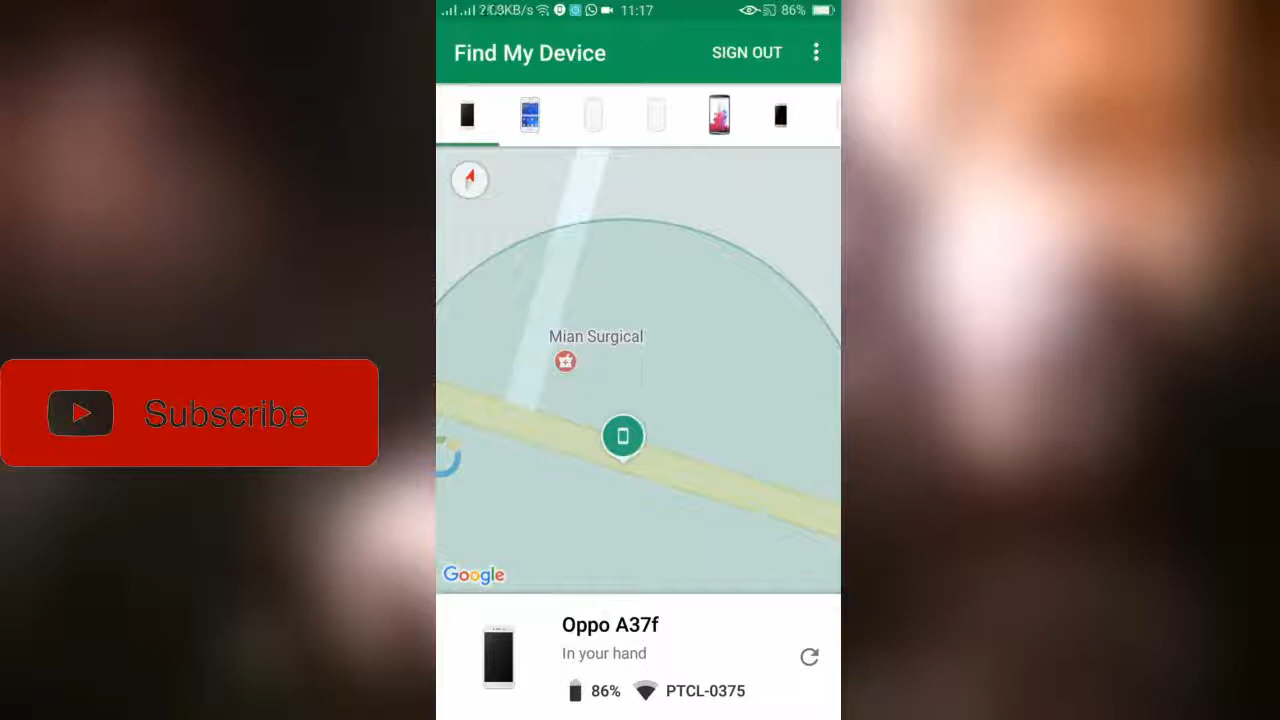 11:17
86%
Find My Device
SIGN OUT
Mian Surgical
Subscribe
Google
Oppo A37f
In your hand
86%
PTCL-0375